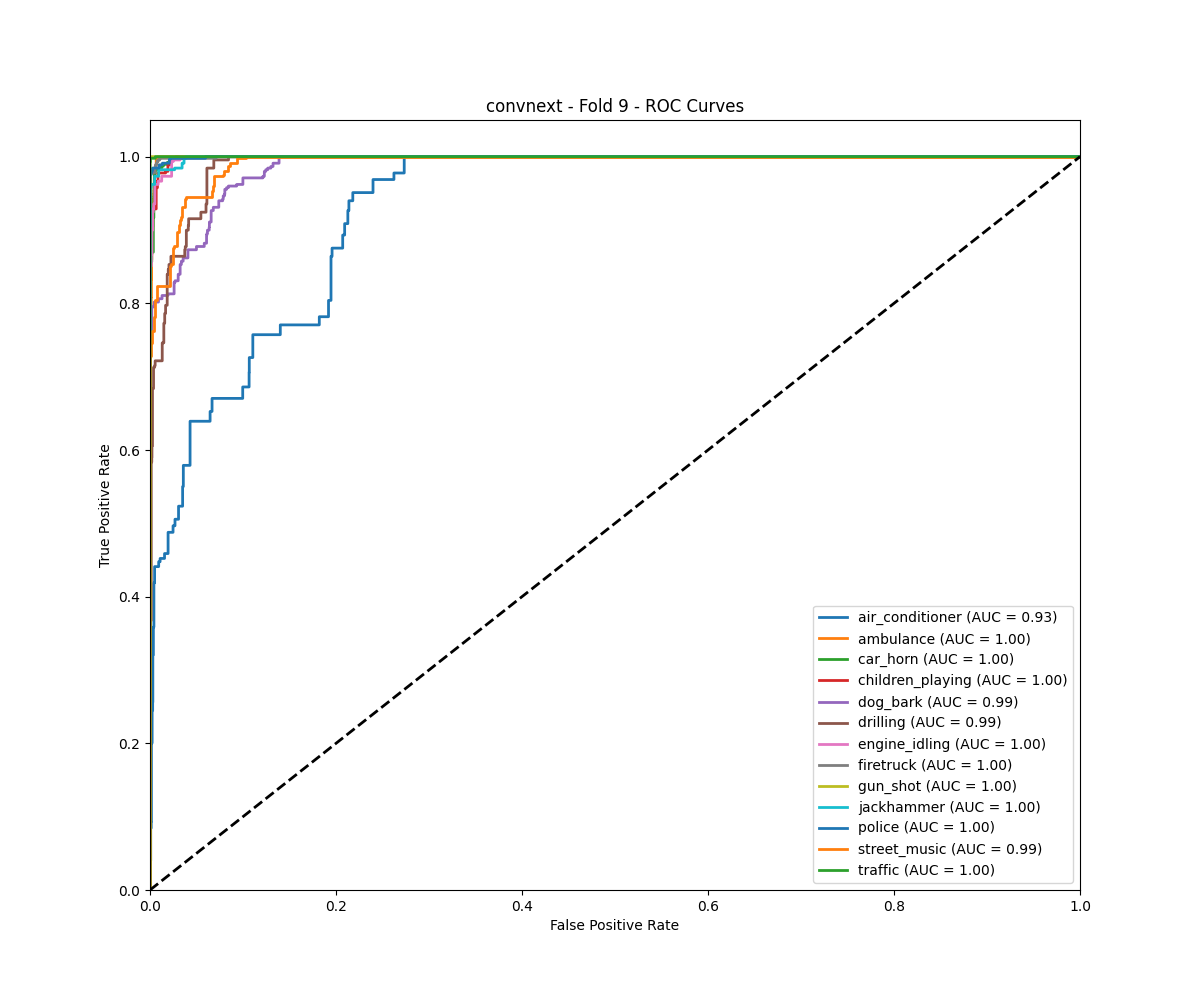 convnext - Fold 9 - ROC Curves
True Positive Rate
1.0
0.8
0.6
0.4
0.2
0.0
air_conditioner (AUC = 0.93)
ambulance (AUC = 1.00)
car_horn (AUC = 1.00)
children_playing (AUC = 1.00)
dog_bark (AUC = 0.99)
drilling (AUC = 0.99)
engine_idling (AUC = 1.00)
firetruck (AUC = 1.00)
gun_shot (AUC = 1.00)
jackhammer (AUC = 1.00)
police (AUC = 1.00)
street_music (AUC = 0.99)
traffic (AUC = 1.00)
0.0 0.2 0.4 0.6 0.8 1.0
False Positive Rate